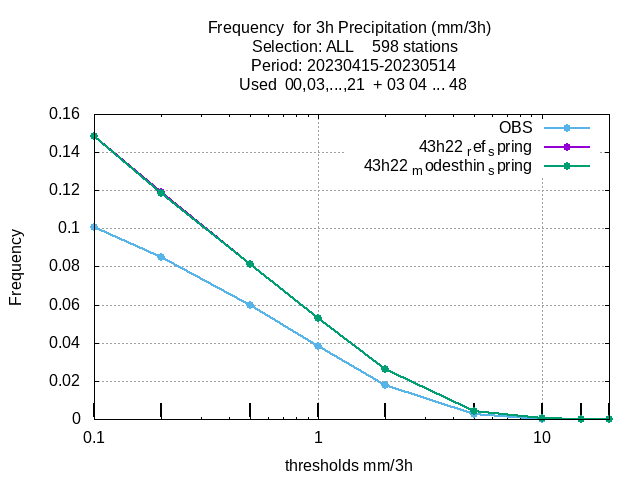 Frequency  for 3h Precipitation (mm/3h)
Selection: ALL    598 stations
Period: 20230415-20230514
Used  00,03,...,21  + 03 04 ... 48
0.16
0.14
0.12
0.1
0.08
0.06
0.04
0.02
0
Frequency
OBS
43h22 ref spring
43h22 modesthin spring
0.1
1
10
thresholds mm/3h